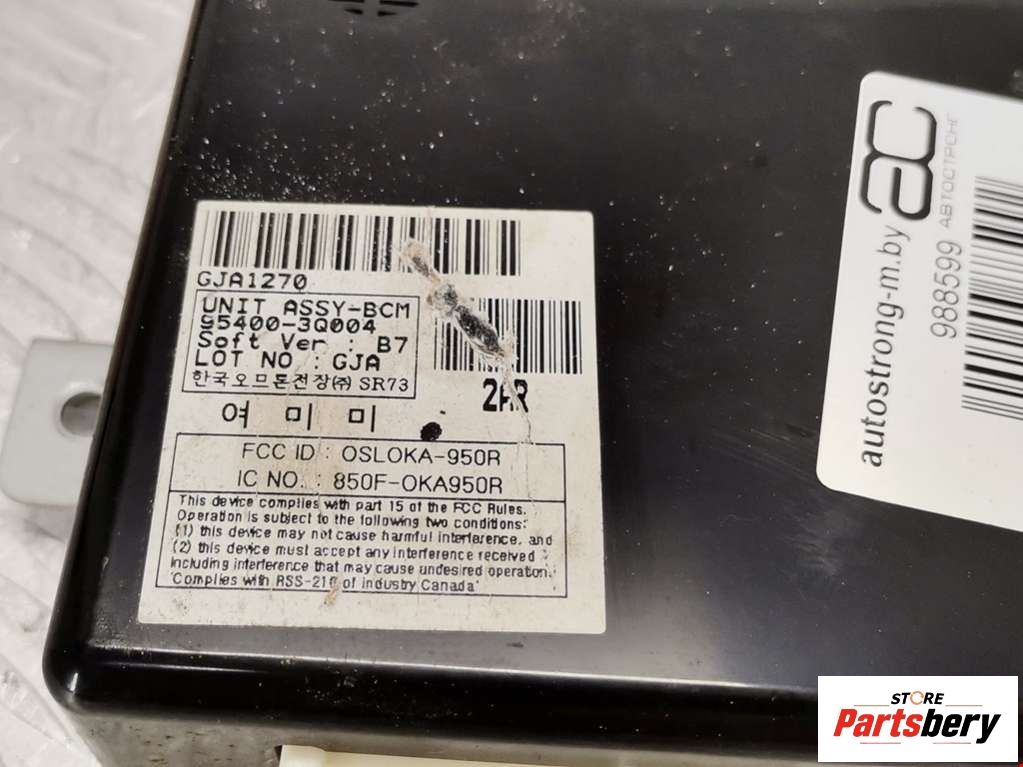 GJA1270
UNIT ASSY-BCM
95400-3Q004
Soft Ver : B7
LOT NO : GJA
한국오므론전장㈜ SR73
2AR
여 미 미
FCC ID : OSLOKA-950R
IC NO. : 850F-OKA950R
This device complies with part 15 of the FCC Rules.
Operation is subject to the following two conditions:
(1) this device may not cause harmful interference, and
(2) this device must accept any interference received
including interference that may cause undesired operation.
"Complies with RSS-210 of Industry Canada"
ac
АВТОСТРОНГ
988599
autostrong-m.by
STORE
Partsbery